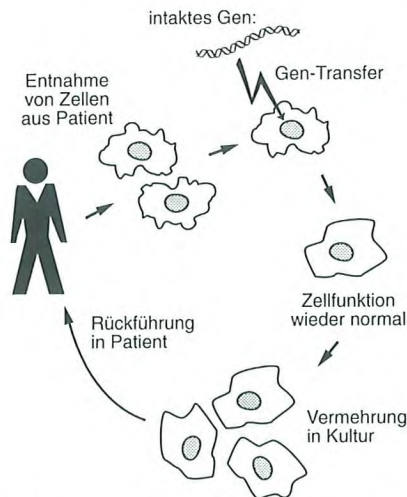 intaktes Gen:
Gen-Transfer
Entnahme
von Zellen
aus Patient
Zellfunktion
wieder normal
Vermehrung
in Kultur
Rückführung
in Patient